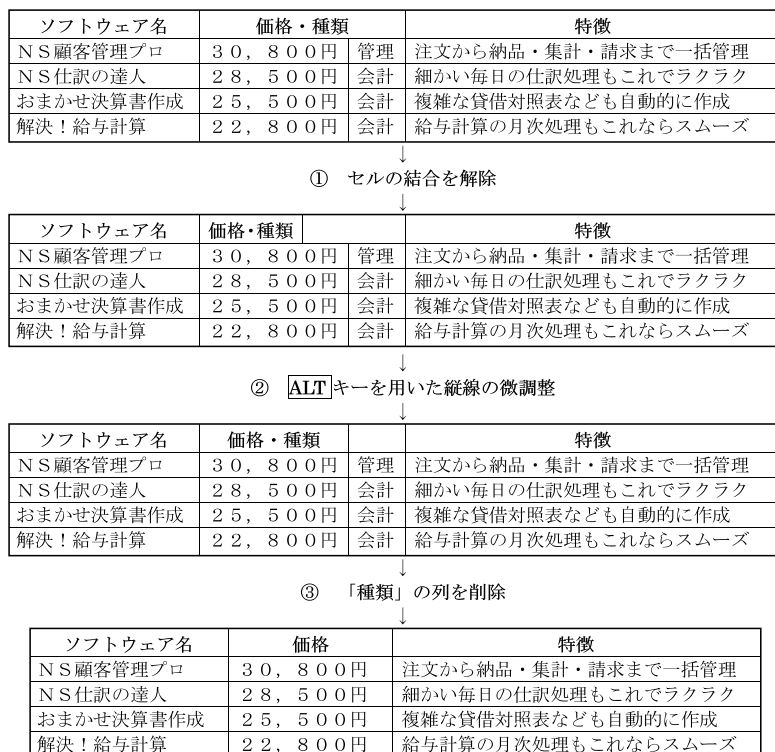 ソフトウェア名 価格・種類 特徴
ＮＳ顧客管理プロ ３０，８００円 管理 注文から納品・集計・請求まで一括管理
ＮＳ仕訳の達人 ２８，５００円 会計 細かい毎日の仕訳処理もこれでラクラク
おまかせ決算書作成 ２５，５００円 会計 複雑な貸借対照表なども自動的に作成
解決！給与計算 ２２，８００円 会計 給与計算の月次処理もこれならスムーズ
↓
① セルの結合を解除
↓
ソフトウェア名 価格・種類 特徴
ＮＳ顧客管理プロ ３０，８００円 管理 注文から納品・集計・請求まで一括管理
ＮＳ仕訳の達人 ２８，５００円 会計 細かい毎日の仕訳処理もこれでラクラク
おまかせ決算書作成 ２５，５００円 会計 複雑な貸借対照表なども自動的に作成
解決！給与計算 ２２，８００円 会計 給与計算の月次処理もこれならスムーズ
↓
② ALTキーを用いた縦線の微調整
↓
ソフトウェア名 価格・種類 特徴
ＮＳ顧客管理プロ ３０，８００円 管理 注文から納品・集計・請求まで一括管理
ＮＳ仕訳の達人 ２８，５００円 会計 細かい毎日の仕訳処理もこれでラクラク
おまかせ決算書作成 ２５，５００円 会計 複雑な貸借対照表なども自動的に作成
解決！給与計算 ２２，８００円 会計 給与計算の月次処理もこれならスムーズ
↓
③ 「種類」の列を削除
↓
ソフトウェア名 価格 特徴
ＮＳ顧客管理プロ ３０，８００円 注文から納品・集計・請求まで一括管理
ＮＳ仕訳の達人 ２８，５００円 細かい毎日の仕訳処理もこれでラクラク
おまかせ決算書作成 ２５，５００円 複雑な貸借対照表なども自動的に作成
解決！給与計算 ２２，８００円 給与計算の月次処理もこれならスムーズ